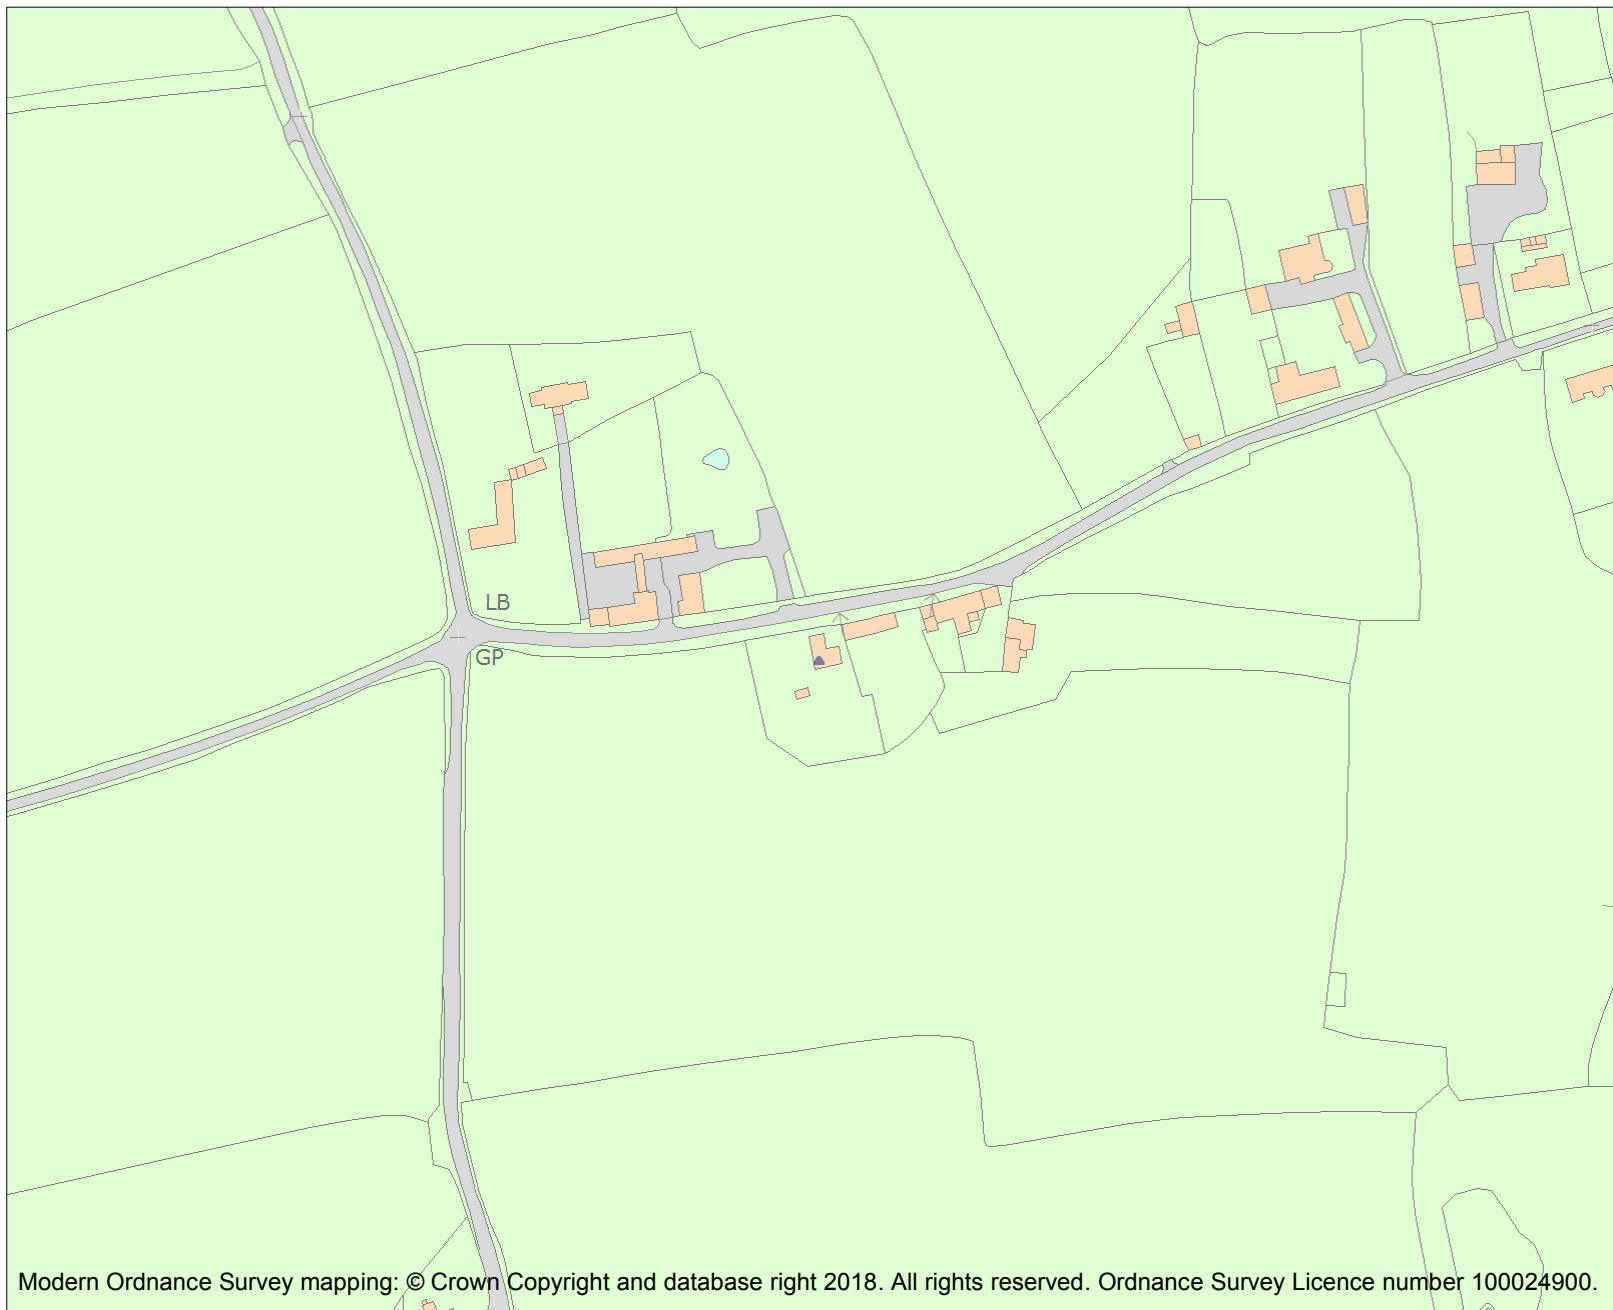 LB
GP
Modern Ordnance Survey mapping: © Crown Copyright and database right 2018. All rights reserved. Ordnance Survey Licence number 100024900.